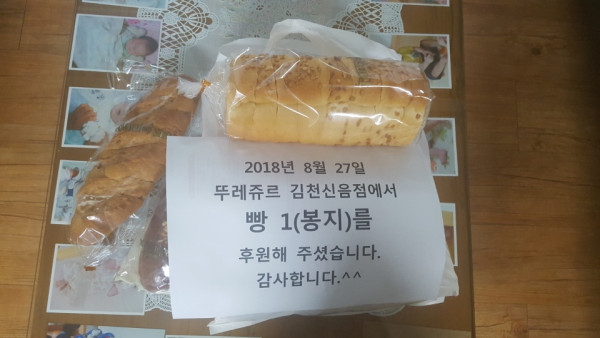 2018년 8월 27일
뚜레쥬르 김천신음점에서
빵 1(봉지)를
후원해 주셨습니다.
감사합니다.^^